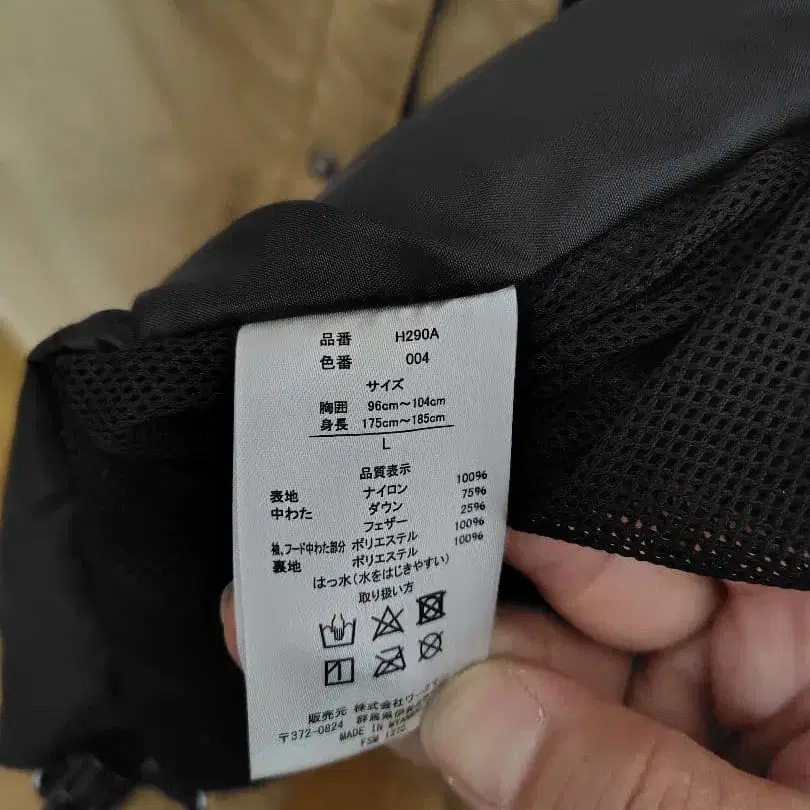 品番 H290A
色番 004
サイズ
胸囲 96cm～104cm
身長 175cm～185cm
L
品質表示
表地 ナイロン 100%
中わた ダウン 75%
フェザー 25%
袖、フード中わた部分 ポリエステル 100%
裏地 ポリエステル 100%
はっ水(水をはじきやすい)
取り扱い方
販売元 株式会社ワーク
〒372-0824 群馬県伊
MADE IN
FSM